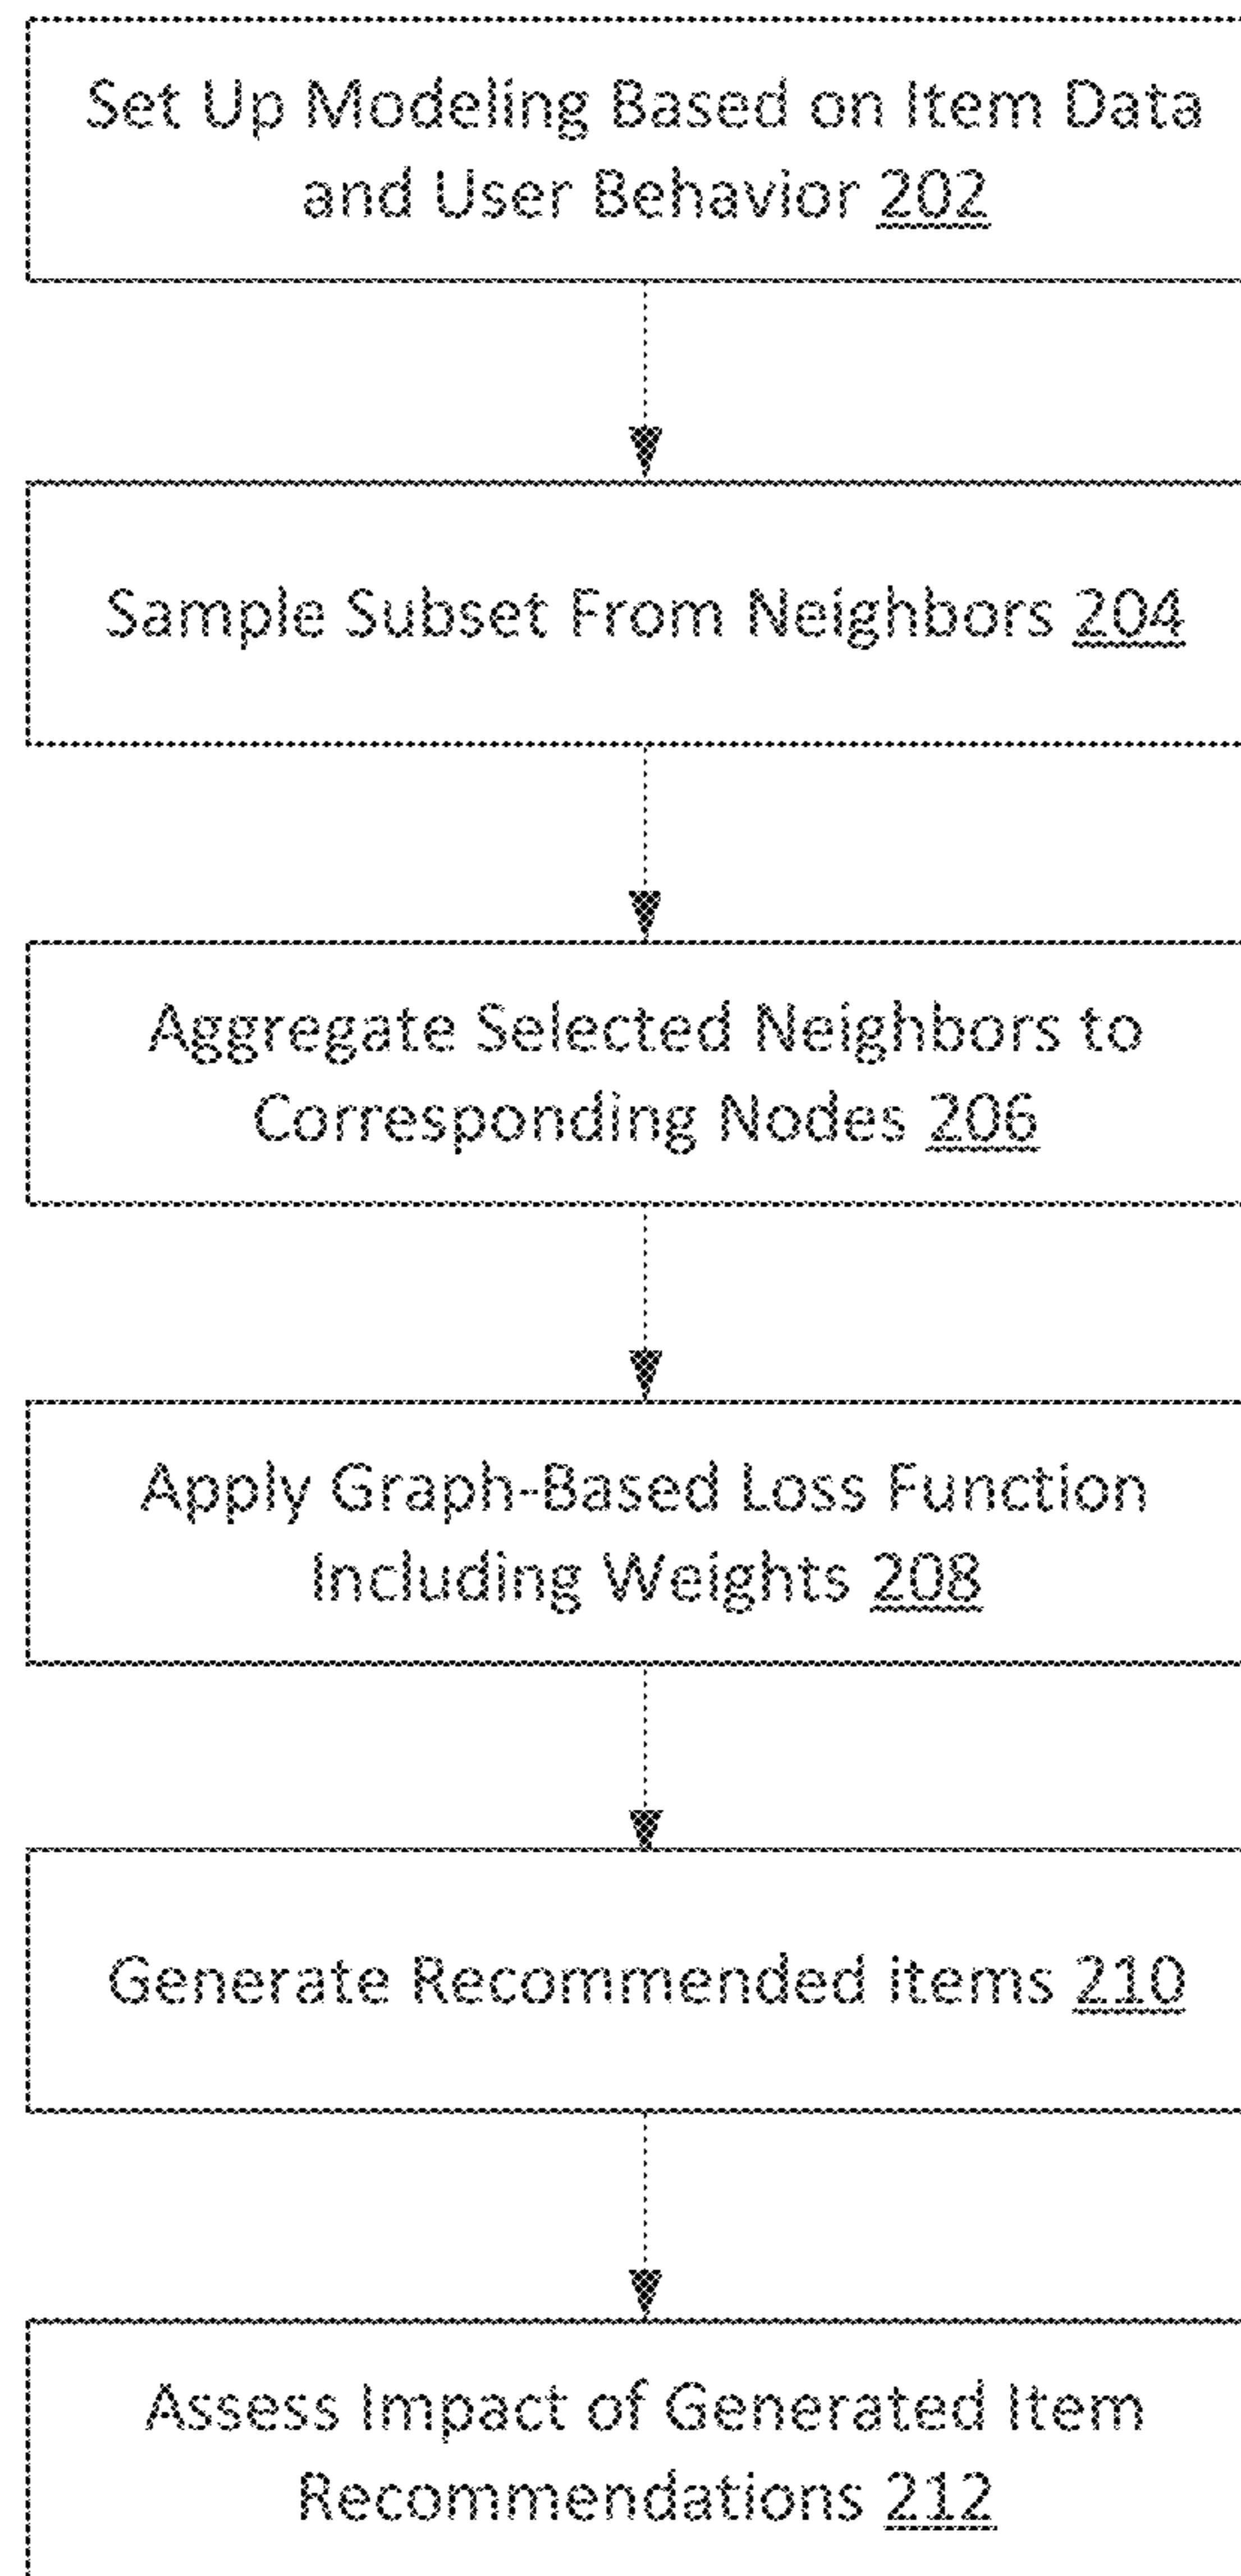 Set Up Modeling Based on Item Data
and User Behavior 202
Sample Subset From Neighbors 204
Aggregate Selected Neighbors to
Corresponding Nodes 206
Apply Graph-Based Loss Function
Including Weights 208
Generate Recommended items 210
Assess Impact of Generated Item
Recommendations 212